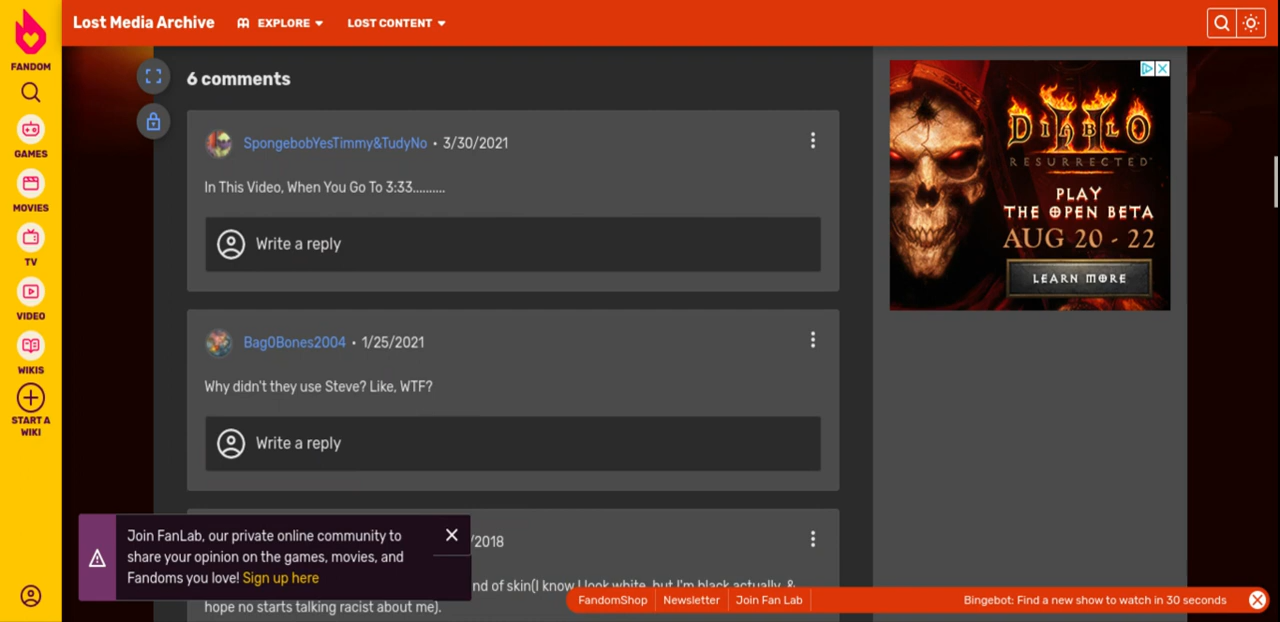 Lost Media Archive
EXPLORE
LOST CONTENT
FANDOM
GAMES
MOVIES
TV
VIDEO
WIKIS
START A
WIKI
6 comments
SpongebobYesTimmy&TudyNo • 3/30/2021
In This Video, When You Go To 3:33..........
Write a reply
Bag0Bones2004 • 1/25/2021
Why didn't they use Steve? Like, WTF?
Write a reply
/2018
nd of skin(I know I look white, but I'm black actually, &
hope no starts talking racist about me).
Join FanLab, our private online community to
share your opinion on the games, movies, and
Fandoms you love! Sign up here
DIABLO
RESURRECTED
PLAY
THE OPEN BETA
AUG 20 - 22
LEARN MORE
FandomShop
Newsletter
Join Fan Lab
Bingebot: Find a new show to watch in 30 seconds